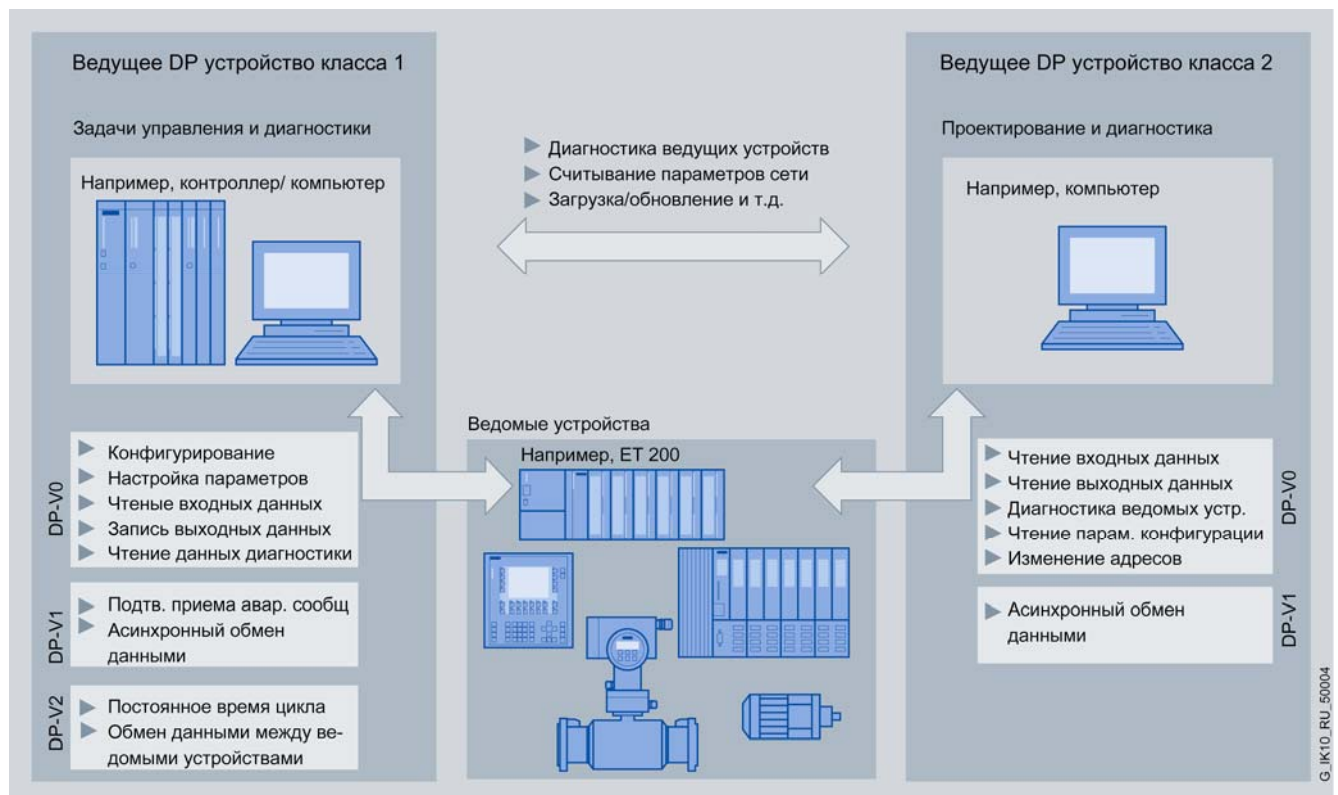 Ведущее DP устройство класса 1
Задачи управления и диагностики
Например, контроллер/ компьютер
DP-V0
Конфигурирование
Настройка параметров
Чтеные входных данных
Запись выходных данных
Чтение данных диагностики
DP-V1
Подтв. приема авар. сообщ
Асинхронный обмен
данными
DP-V2
Постоянное время цикла
Обмен данными между ве-
домыми устройствами
Диагностика ведущих устройств
Считывание параметров сети
Загрузка/обновление и т.д.
Ведомые устройства
Например, ET 200
Ведущее DP устройство класса 2
Проектирование и диагностика
Например, компьютер
Чтение входных данных
Чтение выходных данных
Диагностика ведомых устр.
Чтение парам. конфигурации
Изменение адресов
DP-V0
Асинхронный обмен
данными
DP-V1
G_IK10_RU_50004